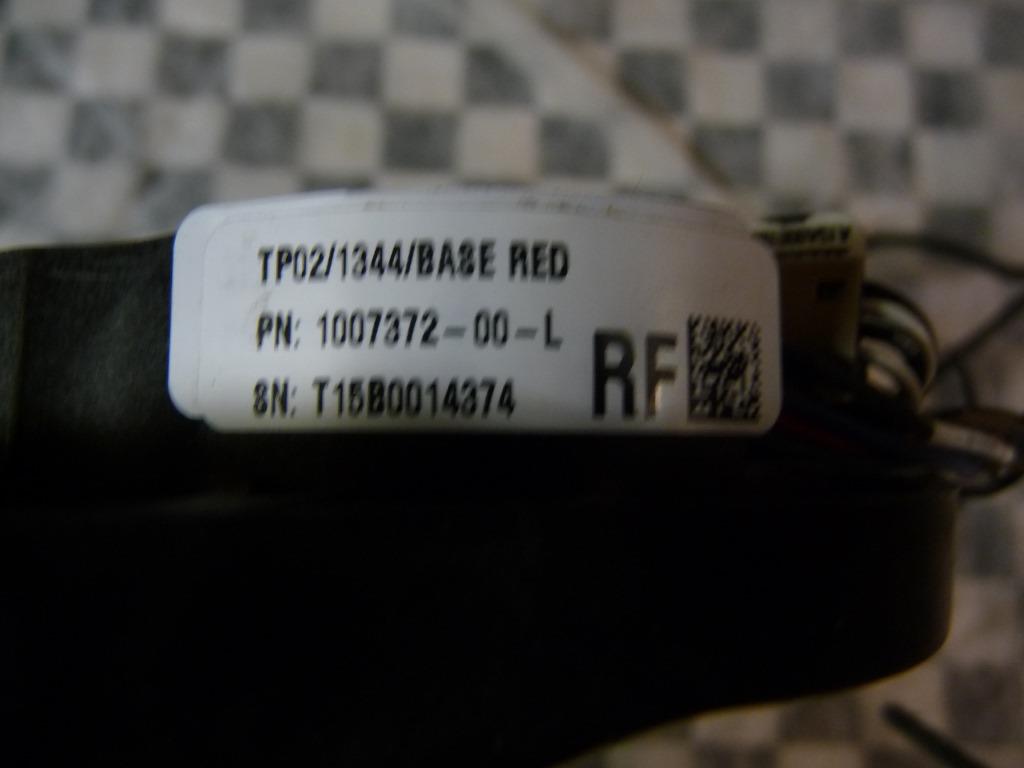 TP02/1344/BASE RED
PN: 1007372-00-L
SN: T15B0014374
RF